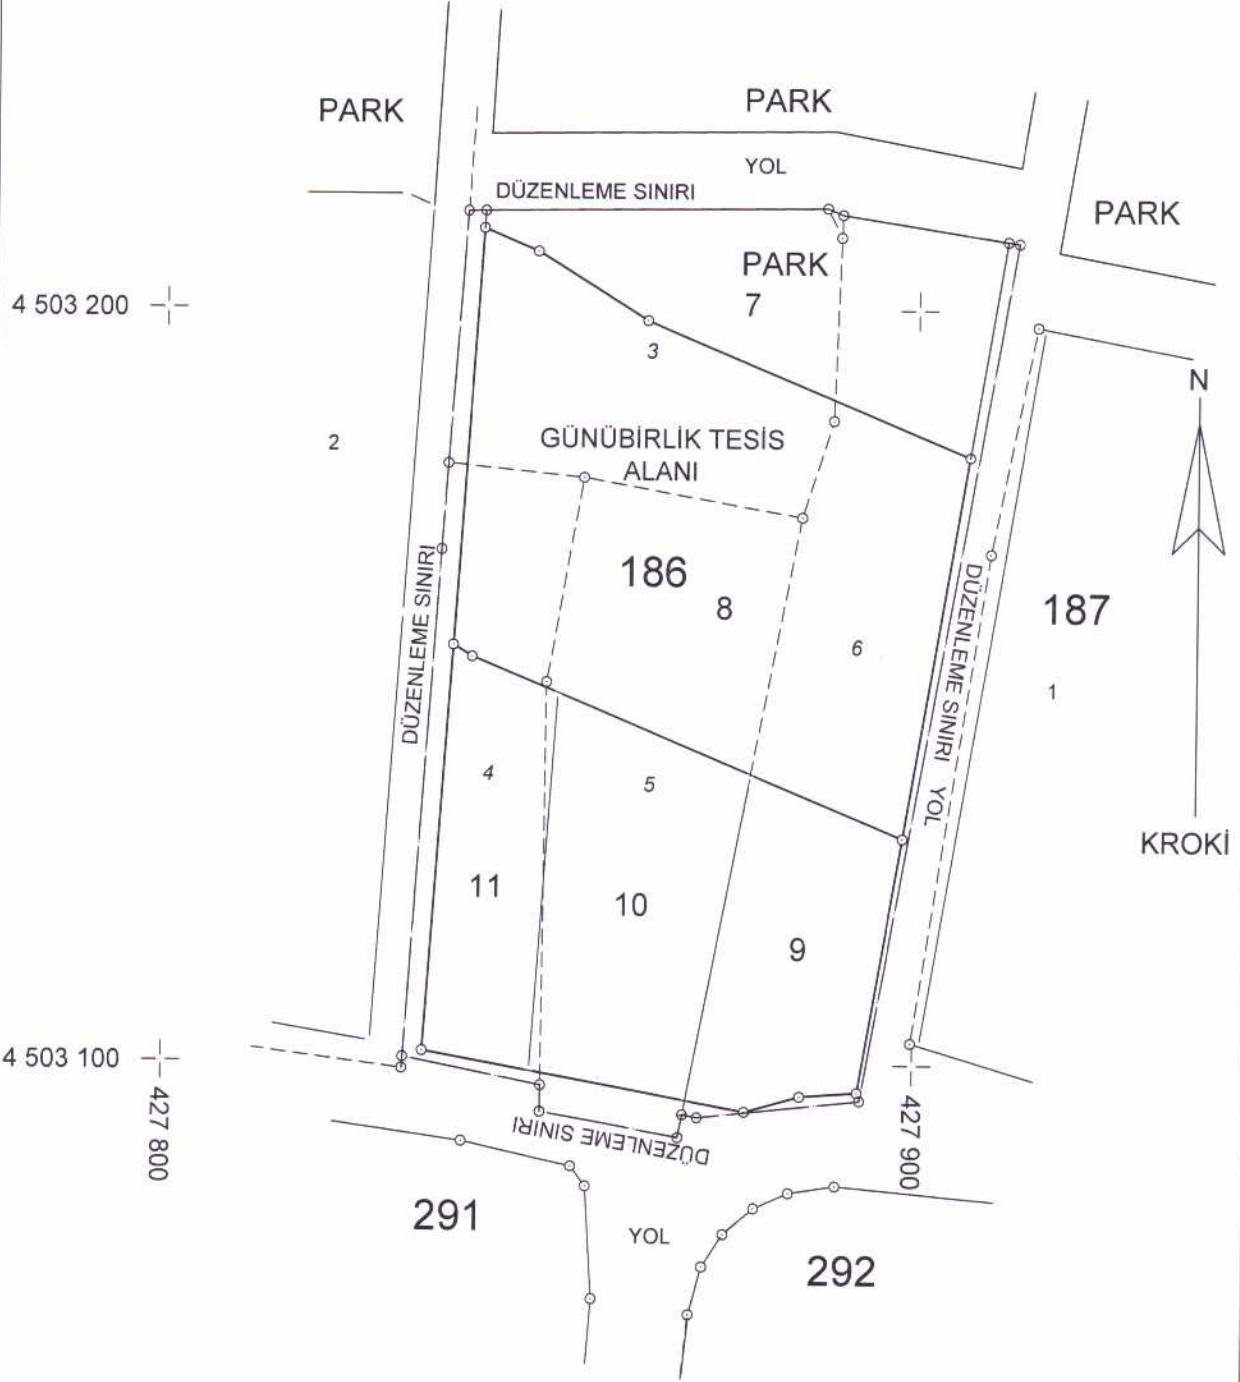 PARK
PARK
YOL
DÜZENLEME SINIRI
PARK
PARK
7
4 503 200
3
N
2
GÜNÜBİRLİK TESİS
ALANI
186
8
DÜZENLEME SINIRI
DÜZENLEME SINIRI YOL
187
6
1
4
5
KROKİ
11
10
9
4 503 100
427 800
427 900
DÜZENLEME SINIRI
291
YOL
292